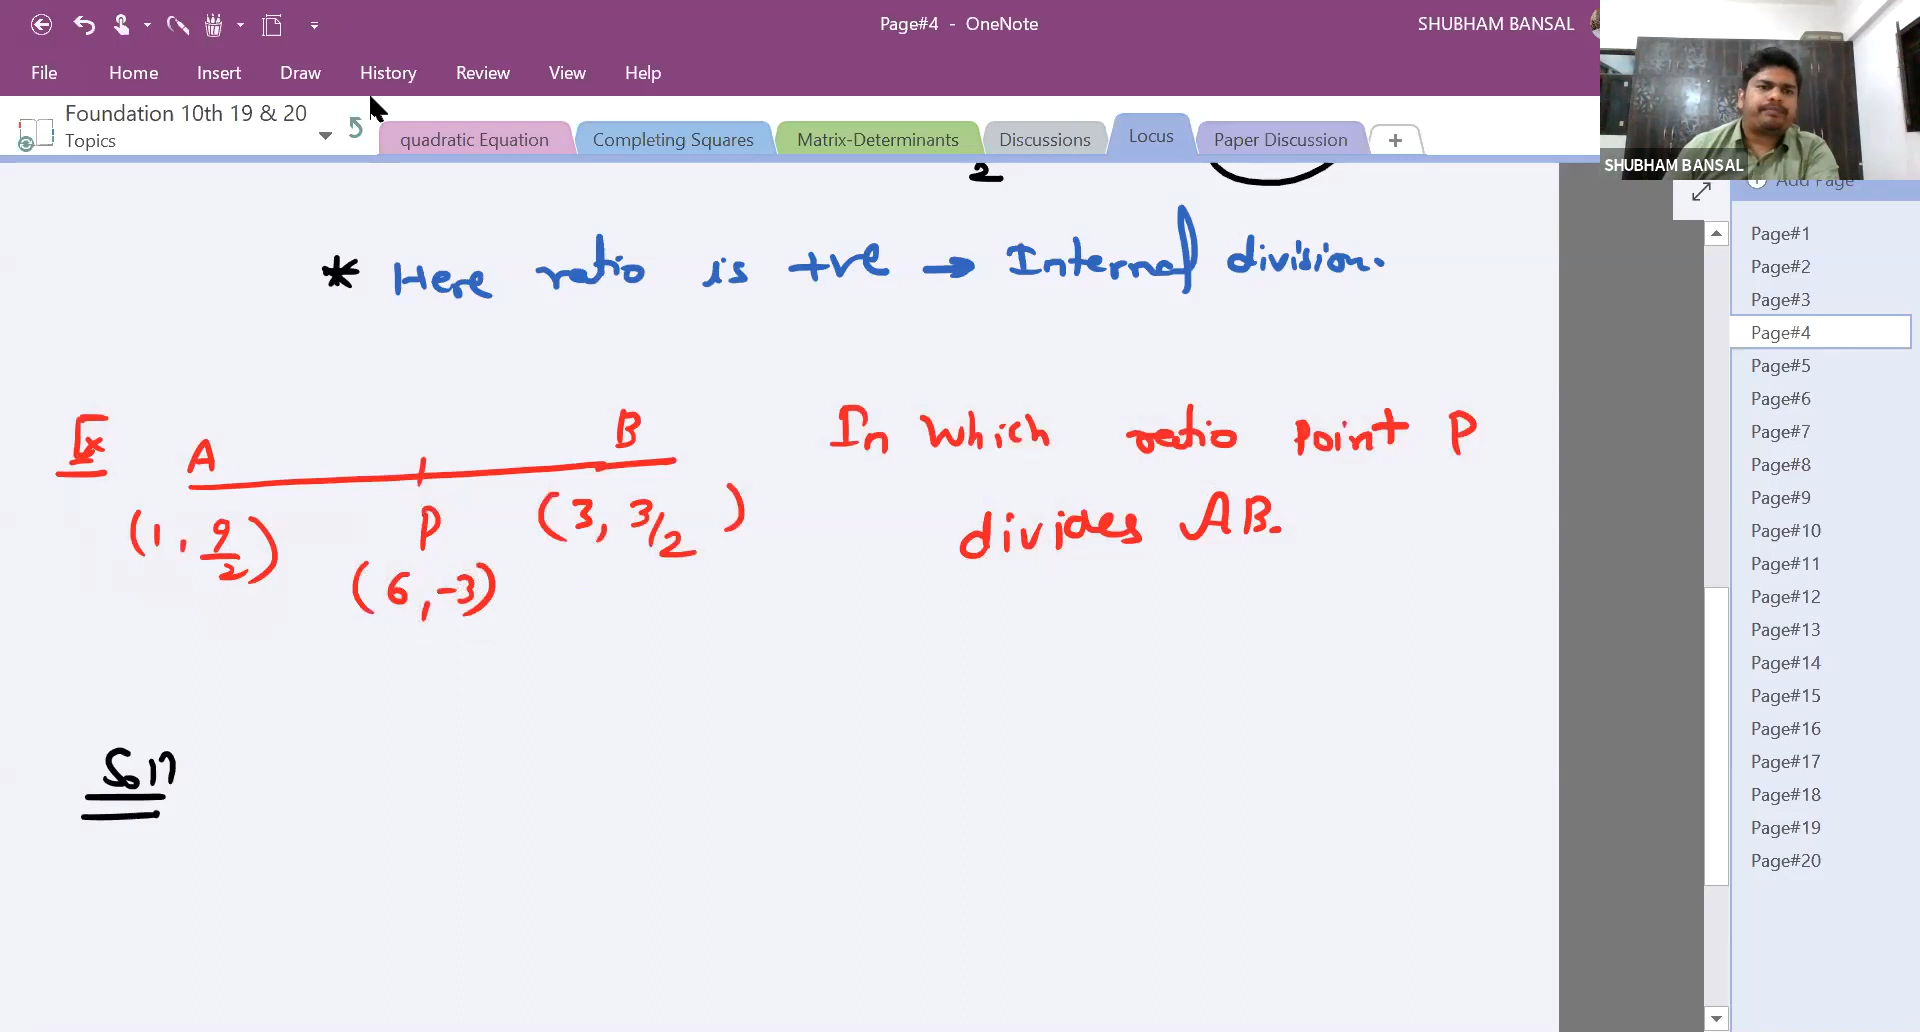 Page#4 - OneNote
SHUBHAM BANSAL
File Home Insert Draw History Review View Help
Foundation 10th 19 & 20
Topics
quadratic Equation
Completing Squares
Matrix-Determinants
Discussions
Locus
Paper Discussion
+
SHUBHAM BANSAL
Add Page
2
* Here ratio is +ve → Internal division.
Ex
A B
P
(1, 9/2) (3, 3/2)
(6, -3)
In which ratio point P
divides AB.
Soln
Page#1
Page#2
Page#3
Page#4
Page#5
Page#6
Page#7
Page#8
Page#9
Page#10
Page#11
Page#12
Page#13
Page#14
Page#15
Page#16
Page#17
Page#18
Page#19
Page#20